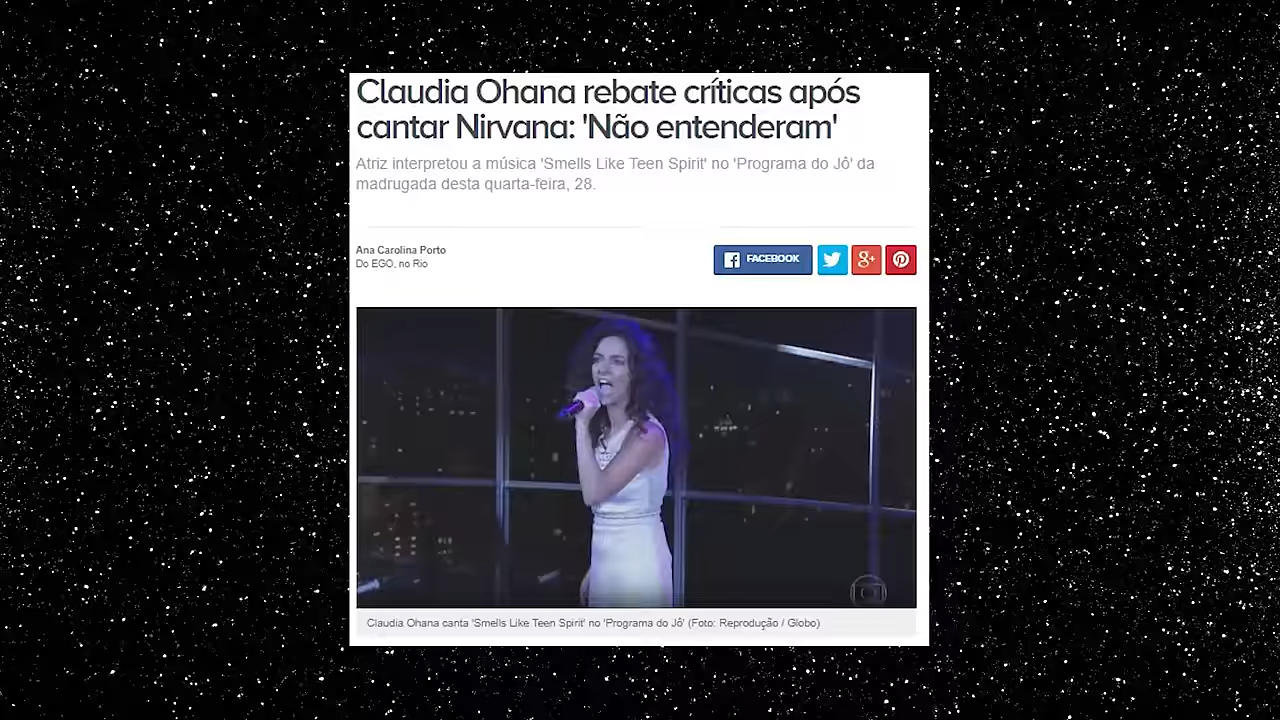 Claudia Ohana rebate críticas após
cantar Nirvana: 'Não entenderam'
Atriz interpretou a música 'Smells Like Teen Spirit' no 'Programa do Jô' da
madrugada desta quarta-feira, 28.
Ana Carolina Porto
Do EGO, no Rio
FACEBOOK
Claudia Ohana canta 'Smells Like Teen Spirit' no 'Programa do Jô' (Foto: Reprodução / Globo)